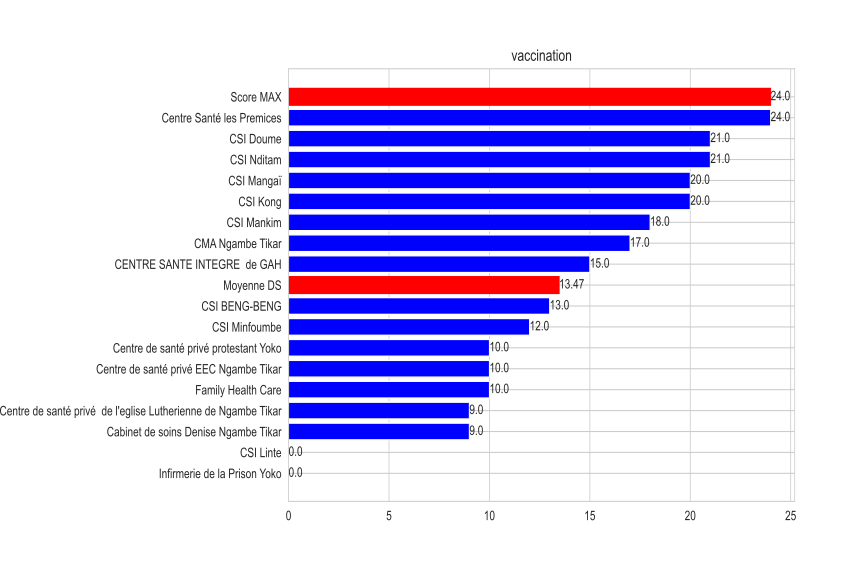 vaccination
Score MAX 24.0
Centre Santé les Premices 24.0
CSI Doume 21.0
CSI Nditam 21.0
CSI Mangaï 20.0
CSI Kong 20.0
CSI Mankim 18.0
CMA Ngambe Tikar 17.0
CENTRE SANTE INTEGRE  de GAH 15.0
Moyenne DS 13.47
CSI BENG-BENG 13.0
CSI Minfoumbe 12.0
Centre de santé privé protestant Yoko 10.0
Centre de santé privé EEC Ngambe Tikar 10.0
Family Health Care 10.0
Centre de santé privé  de l'eglise Lutherienne de Ngambe Tikar 9.0
Cabinet de soins Denise Ngambe Tikar 9.0
CSI Linte 0.0
Infirmerie de la Prison Yoko 0.0
0 5 10 15 20 25